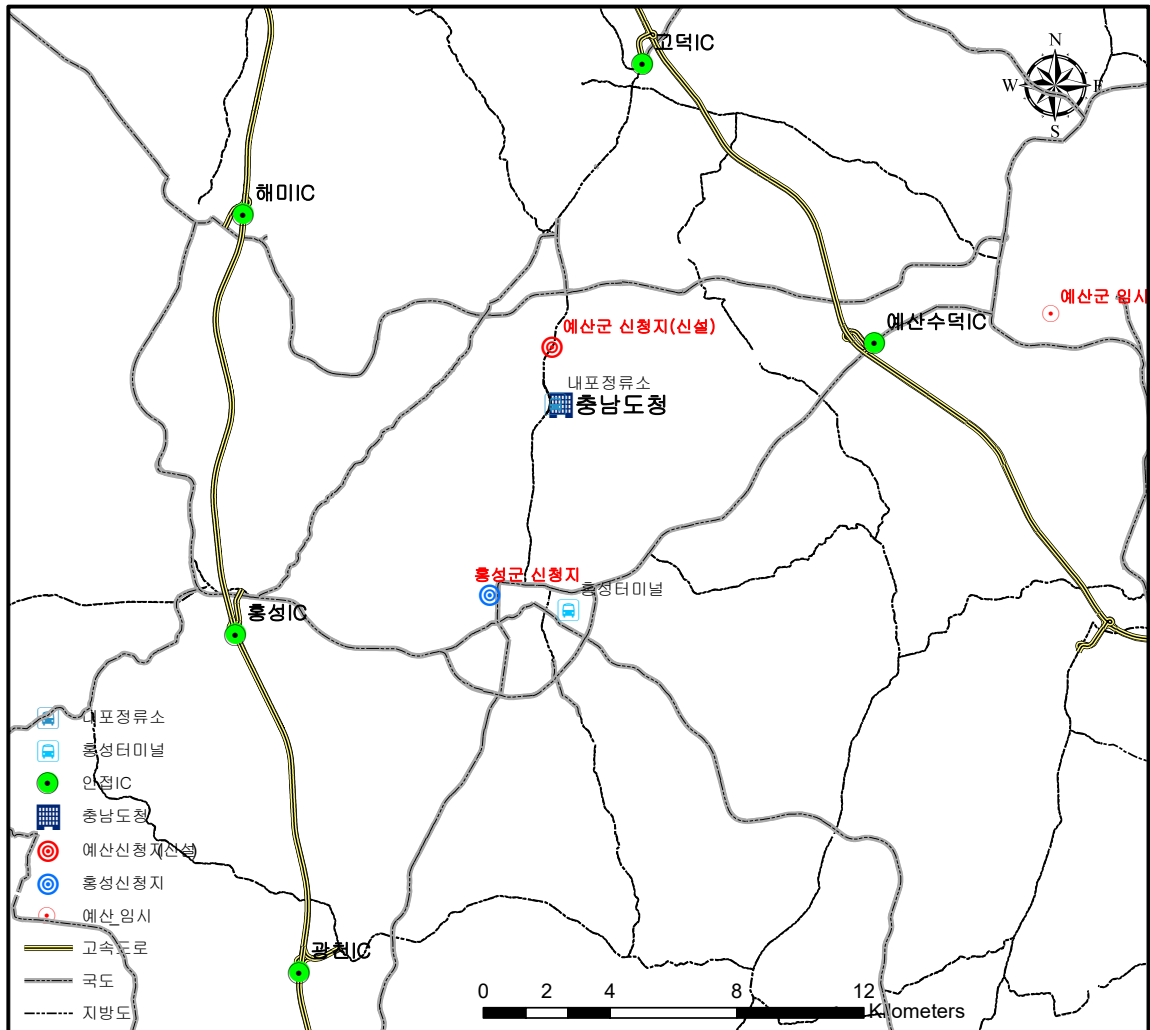 고덕IC
N
W
E
S
해미IC
예산군 임시
예산군 신청지(신설)
예산수덕IC
내포정류소
충남도청
홍성군 신청지
홍성터미널
홍성IC
내포정류소
홍성터미널
인접IC
충남도청
예산신청지(신설)
홍성신청지
예산_임시
고속도로
광천IC
국도
지방도
0 2 4 8 12
Kilometers